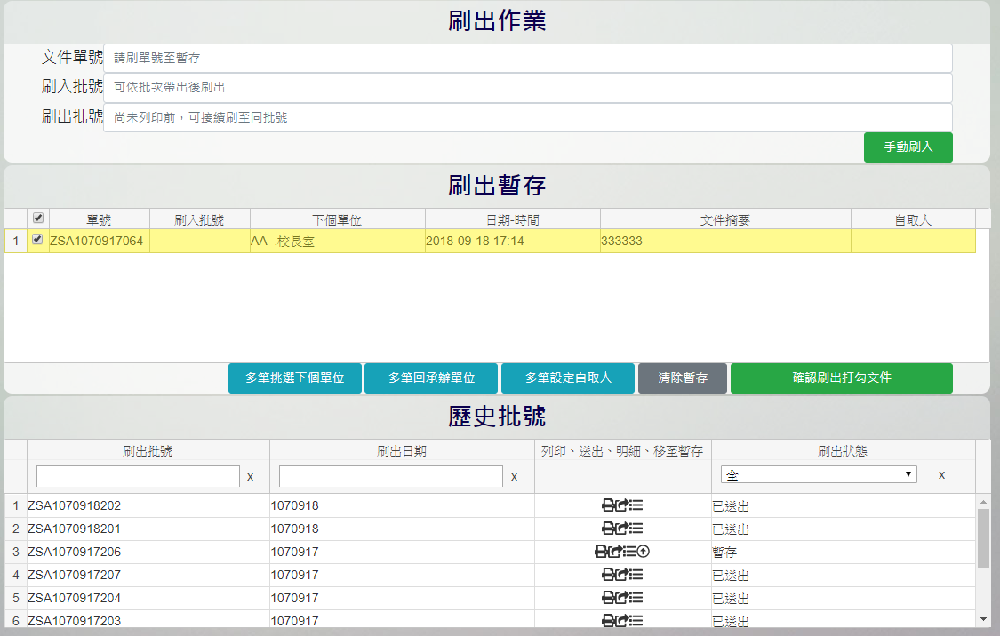 刷出作業
文件單號 請刷單號至暫存
刷入批號 可依批次帶出後刷出
刷出批號 尚未列印前，可接續刷至同批號
手動刷入
刷出暫存
單號 刷入批號 下個單位 日期-時間 文件摘要 自取人
1 ZSA1070917064 AA .校長室 2018-09-18 17:14 333333
多筆挑選下個單位 多筆回承辦單位 多筆設定自取人 清除暫存 確認刷出打勾文件
歷史批號
刷出批號 刷出日期 列印、送出、明細、移至暫存 刷出狀態
x x 全 x
1 ZSA1070918202 1070918 已送出
2 ZSA1070918201 1070918 已送出
3 ZSA1070917206 1070917 暫存
4 ZSA1070917207 1070917 已送出
5 ZSA1070917204 1070917 已送出
6 ZSA1070917203 1070917 已送出